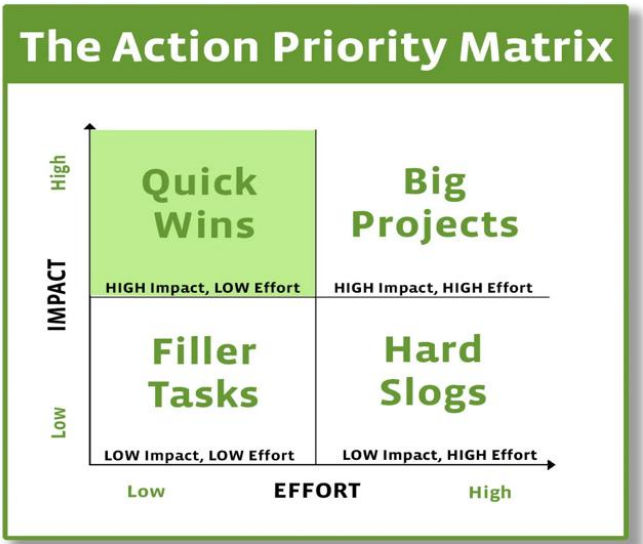 The Action Priority Matrix
High
IMPACT
Low
Quick
Wins
HIGH Impact, LOW Effort
Big
Projects
HIGH Impact, HIGH Effort
Filler
Tasks
LOW Impact, LOW Effort
Hard
Slogs
LOW Impact, HIGH Effort
Low
EFFORT
High